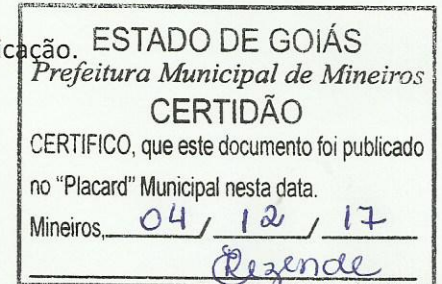 icação.
ESTADO DE GOIÁS
Prefeitura Municipal de Mineiros
CERTIDÃO
CERTIFICO, que este documento foi publicado
no "Placard" Municipal nesta data.
Mineiros, 04 / 12 / 17
Rezende